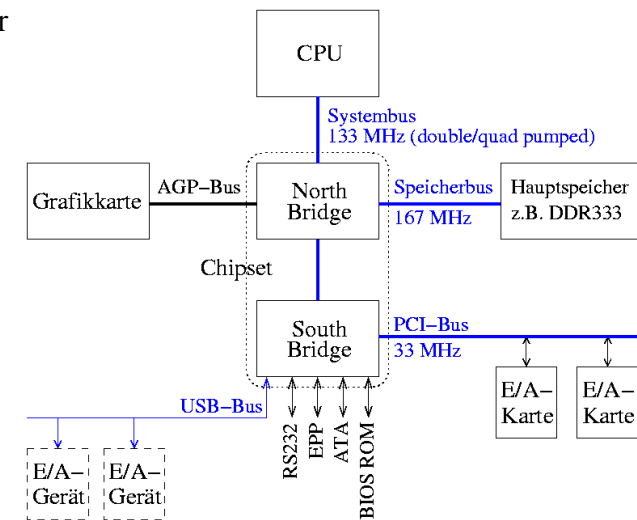 r
CPU
Systembus
133 MHz (double/quad pumped)
Grafikkarte
AGP–Bus
North
Bridge
Speicherbus
167 MHz
Hauptspeicher
z.B. DDR333
Chipset
South
Bridge
PCI–Bus
33 MHz
USB–Bus
RS232
EPP
ATA
BIOS ROM
E/A–
Karte
E/A–
Karte
E/A–
Gerät
E/A–
Gerät